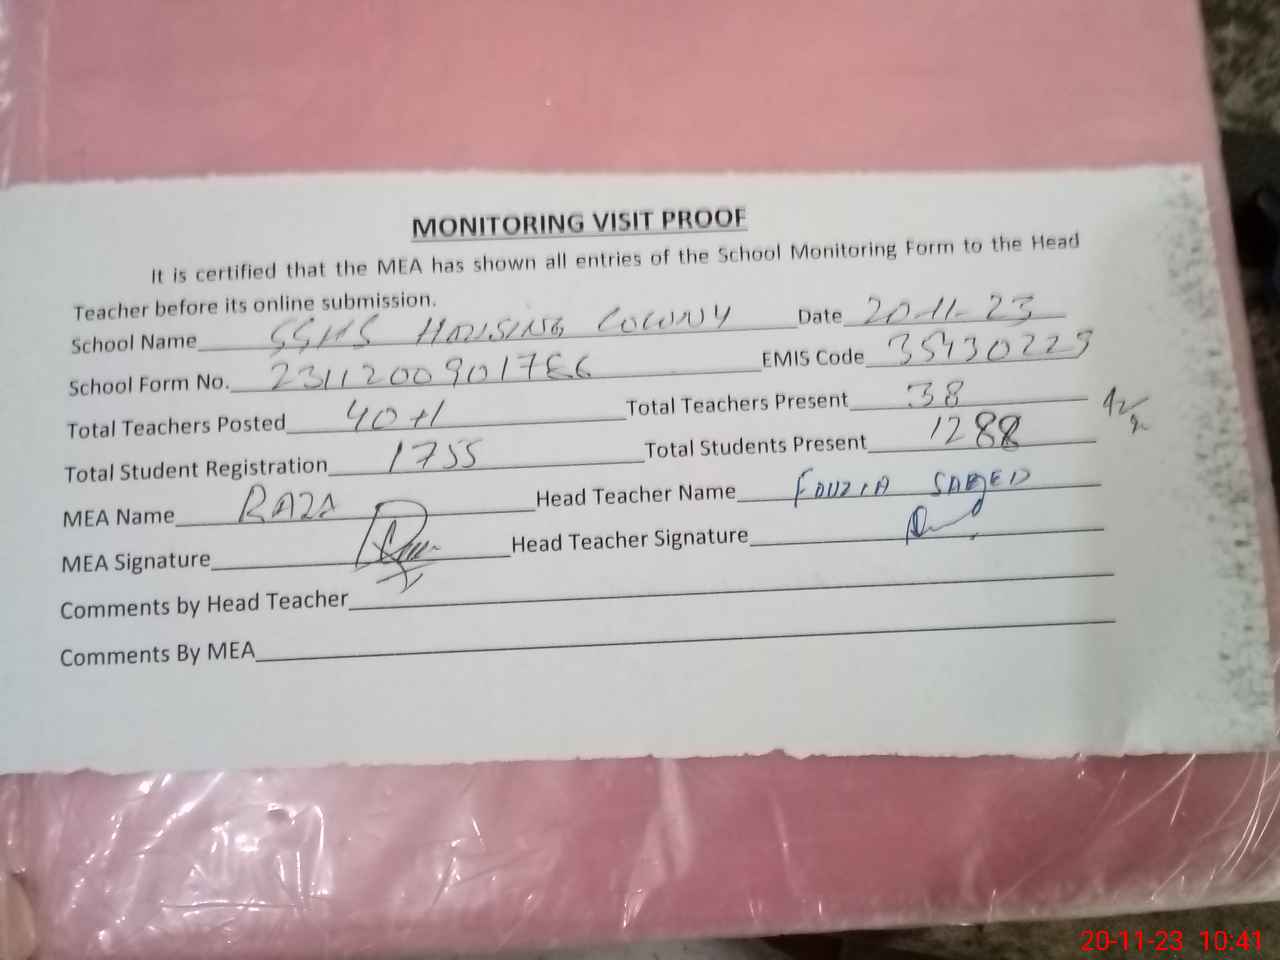 MONITORING VISIT PROOF
It is certified that the MEA has shown all entries of the School Monitoring Form to the Head
Teacher before its online submission.
School Name GGHS HOUSING COLONY Date 20-11-23
School Form No. 231120090178 EMIS Code 35430229
Total Teachers Posted 40+1 Total Teachers Present 38
Total Student Registration 1755 Total Students Present 1288
MEA Name RAZA Head Teacher Name FOUZIA SAEED
MEA Signature Head Teacher Signature
Comments by Head Teacher
Comments By MEA
20-11-23 10:41